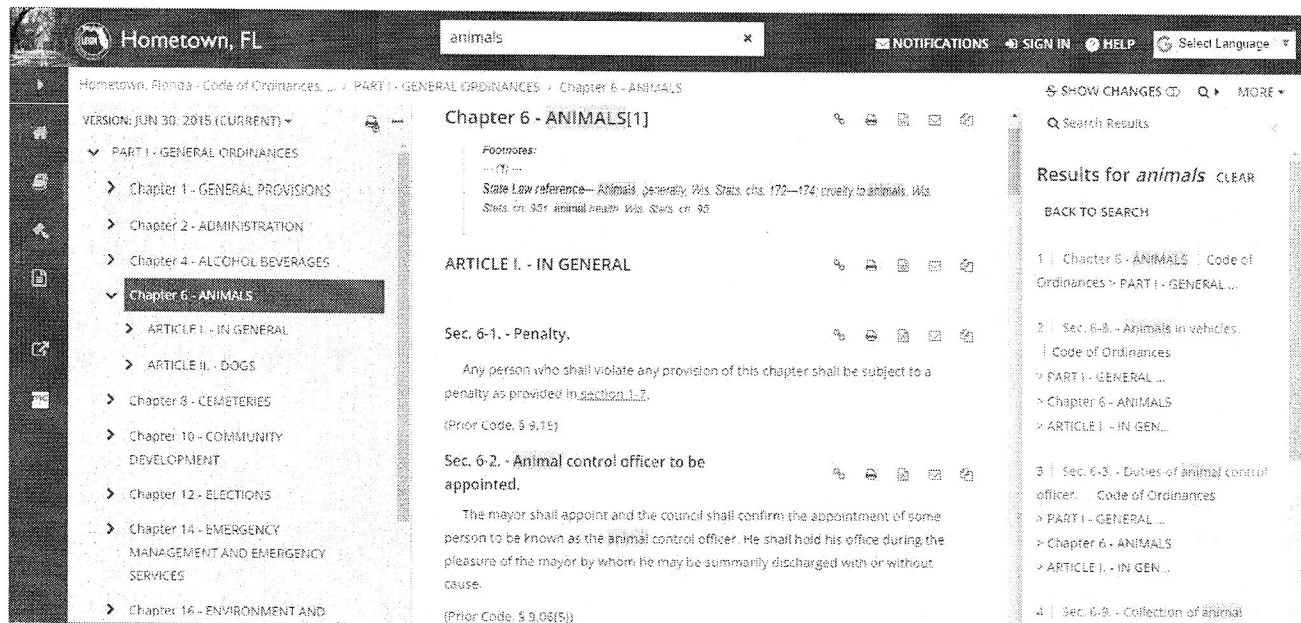 Hometown, FL
animals
NOTIFICATIONS
SIGN IN
HELP
Select Language
Hometown, Florida - Code of Ordinances, ... / PART I - GENERAL ORDINANCES / Chapter 6 - ANIMALS
SHOW CHANGES
MORE
VERSION: JUN 30, 2015 (CURRENT)
PART I - GENERAL ORDINANCES
Chapter 1 - GENERAL PROVISIONS
Chapter 2 - ADMINISTRATION
Chapter 4 - ALCOHOL BEVERAGES
Chapter 6 - ANIMALS
ARTICLE I. - IN GENERAL
ARTICLE II. - DOGS
Chapter 8 - CEMETERIES
Chapter 10 - COMMUNITY
DEVELOPMENT
Chapter 12 - ELECTIONS
Chapter 14 - EMERGENCY
MANAGEMENT AND EMERGENCY
SERVICES
Chapter 16 - ENVIRONMENT AND
Chapter 6 - ANIMALS[1]
Footnotes:
--- (1) ---
State Law reference— Animals, generally, Wis. Stats. chs. 172—174; cruelty to animals, Wis.
Stats. ch. 951; animal health, Wis. Stats. ch. 95.
ARTICLE I. - IN GENERAL
Sec. 6-1. - Penalty.
Any person who shall violate any provision of this chapter shall be subject to a
penalty as provided in section 1-7.
(Prior Code, § 9.15)
Sec. 6-2. - Animal control officer to be
appointed.
The mayor shall appoint and the council shall confirm the appointment of some
person to be known as the animal control officer. He shall hold his office during the
pleasure of the mayor by whom he may be summarily discharged with or without
cause.
(Prior Code, § 9.06(5))
Search Results
Results for animals CLEAR
BACK TO SEARCH
1 | Chapter 6 - ANIMALS Code of
Ordinances > PART I - GENERAL ...
2 | Sec. 6-8. - Animals in vehicles.
| Code of Ordinances
> PART I - GENERAL ...
> Chapter 6 - ANIMALS
> ARTICLE I. - IN GEN...
3 | Sec. 6-3. - Duties of animal control
officer. Code of Ordinances
> PART I - GENERAL ...
> Chapter 6 - ANIMALS
> ARTICLE I. - IN GEN...
4 | Sec. 6-9. - Collection of animal